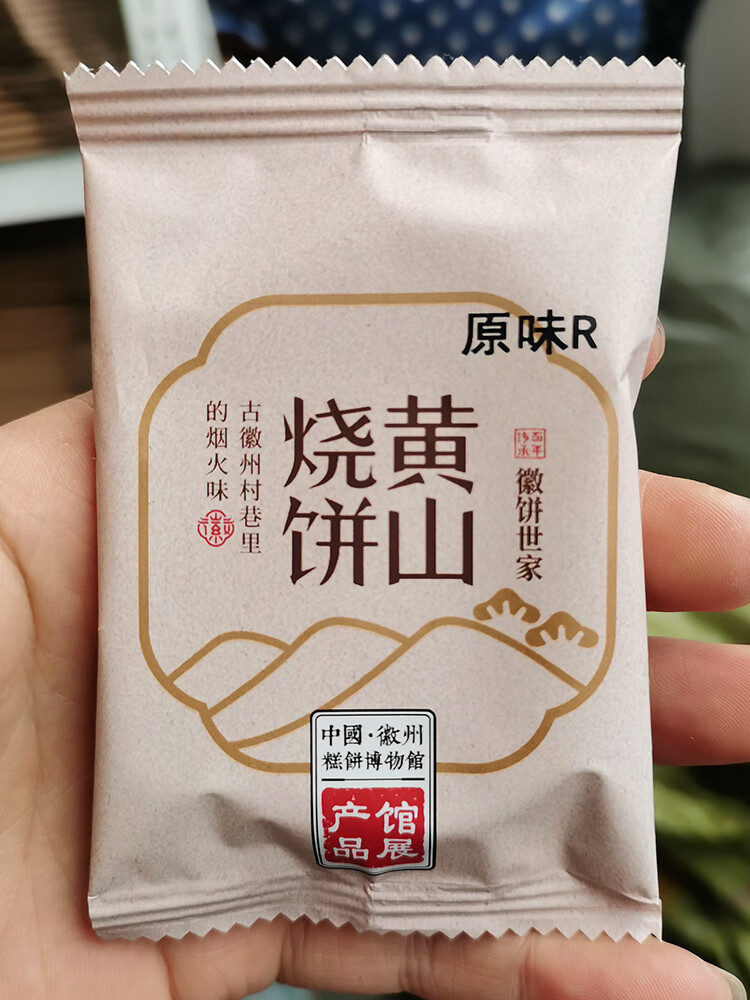 原味R
百年
传承
徽饼世家
黄山
烧饼
古徽州村巷里
的烟火味
徽
中國·徽州
糕餅博物館
馆展
产品